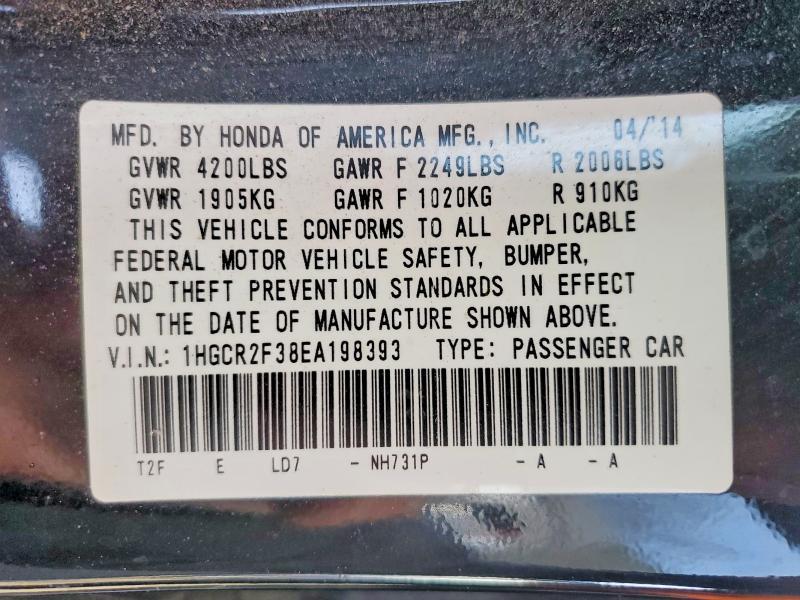 MFD. BY HONDA OF AMERICA MFG., INC. 04/'14
GVWR 4200LBS GAWR F 2249LBS R 2006LBS
GVWR 1905KG GAWR F 1020KG R 910KG
THIS VEHICLE CONFORMS TO ALL APPLICABLE
FEDERAL MOTOR VEHICLE SAFETY, BUMPER,
AND THEFT PREVENTION STANDARDS IN EFFECT
ON THE DATE OF MANUFACTURE SHOWN ABOVE.
V.I.N.: 1HGCR2F38EA198393 TYPE: PASSENGER CAR
T2F E LD7 - NH731P - A - A